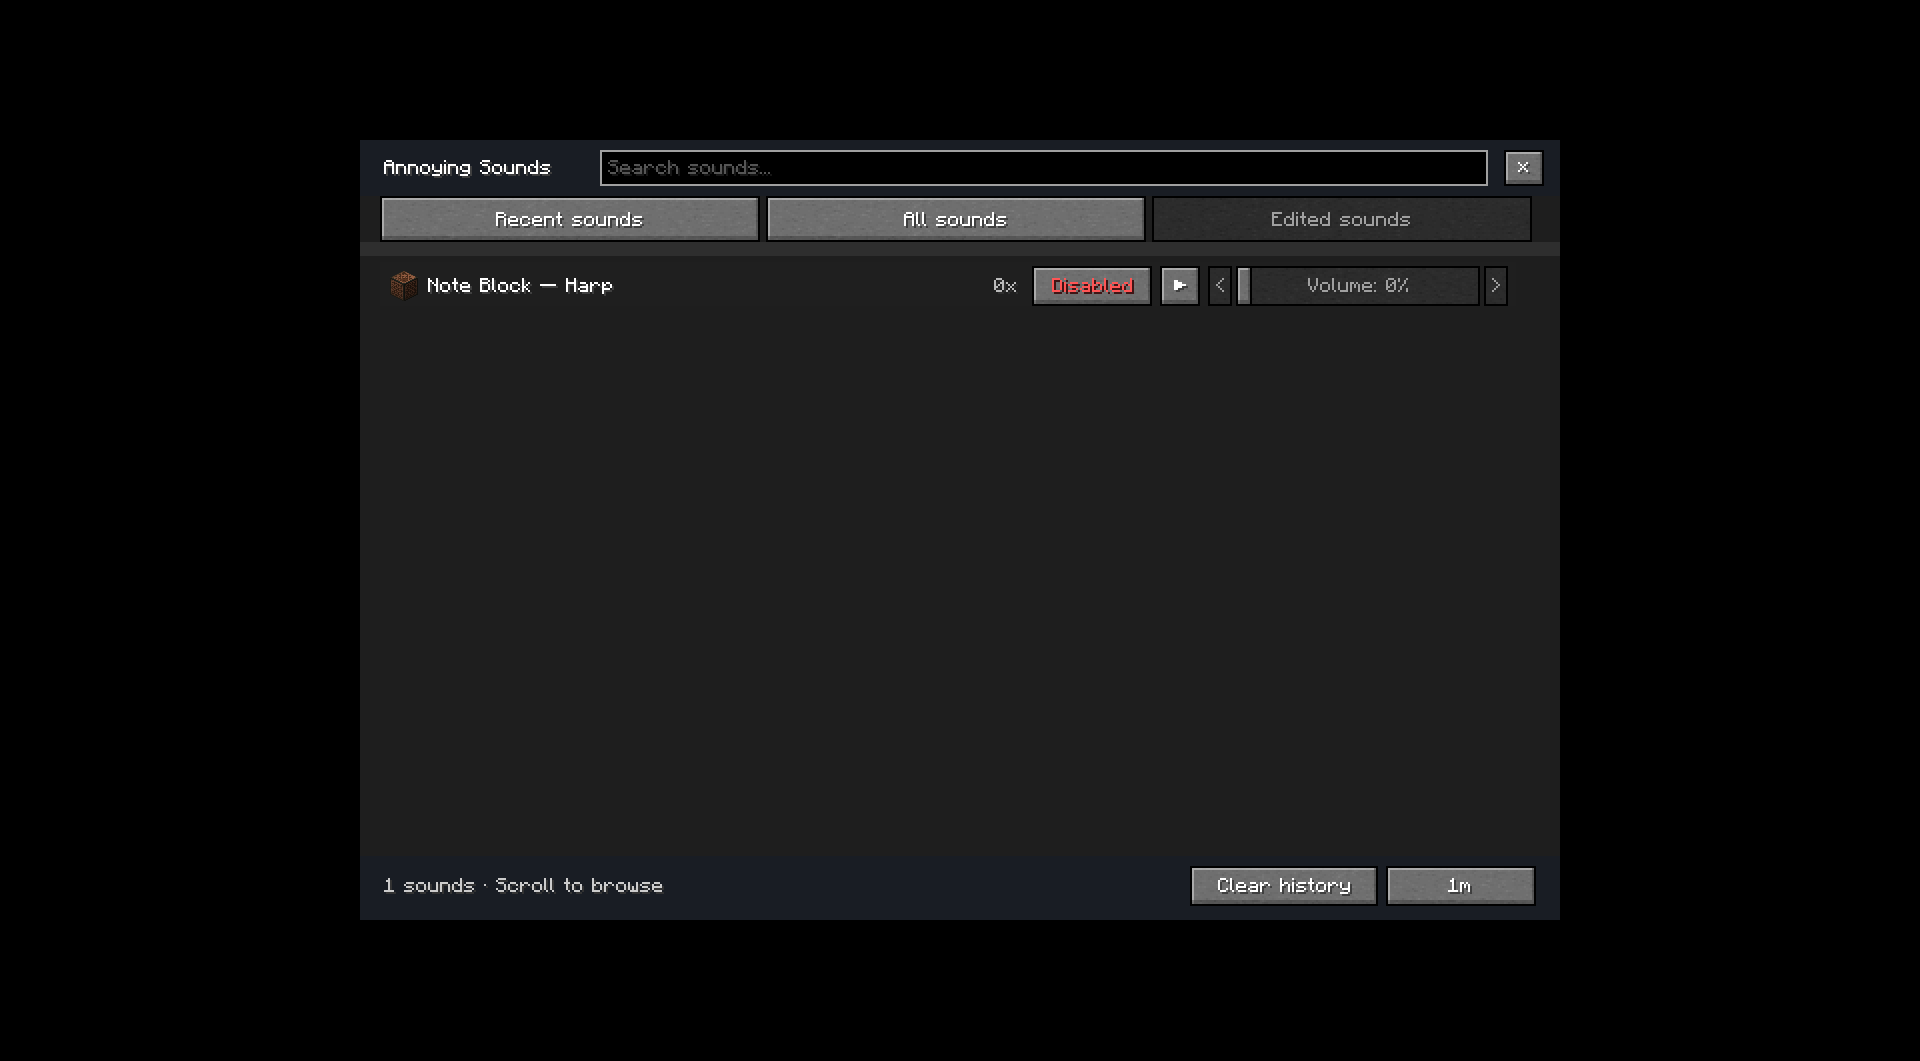 Annoying Sounds
Search sounds...
x
Recent sounds
All sounds
Edited sounds
Note Block — Harp
0x
Disabled
<
Volume: 0%
>
1 sounds · Scroll to browse
Clear history
1m